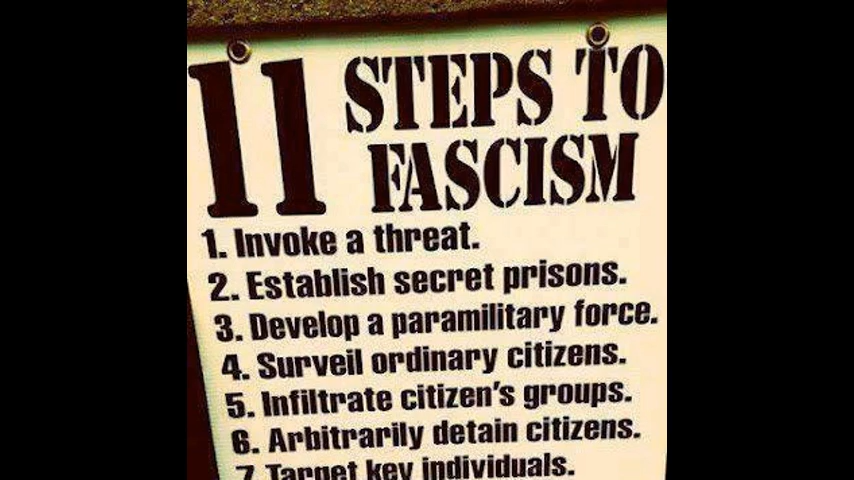 11 STEPS TO
FASCISM
1. Invoke a threat.
2. Establish secret prisons.
3. Develop a paramilitary force.
4. Surveil ordinary citizens.
5. Infiltrate citizen's groups.
6. Arbitrarily detain citizens.
7. Target key individuals.